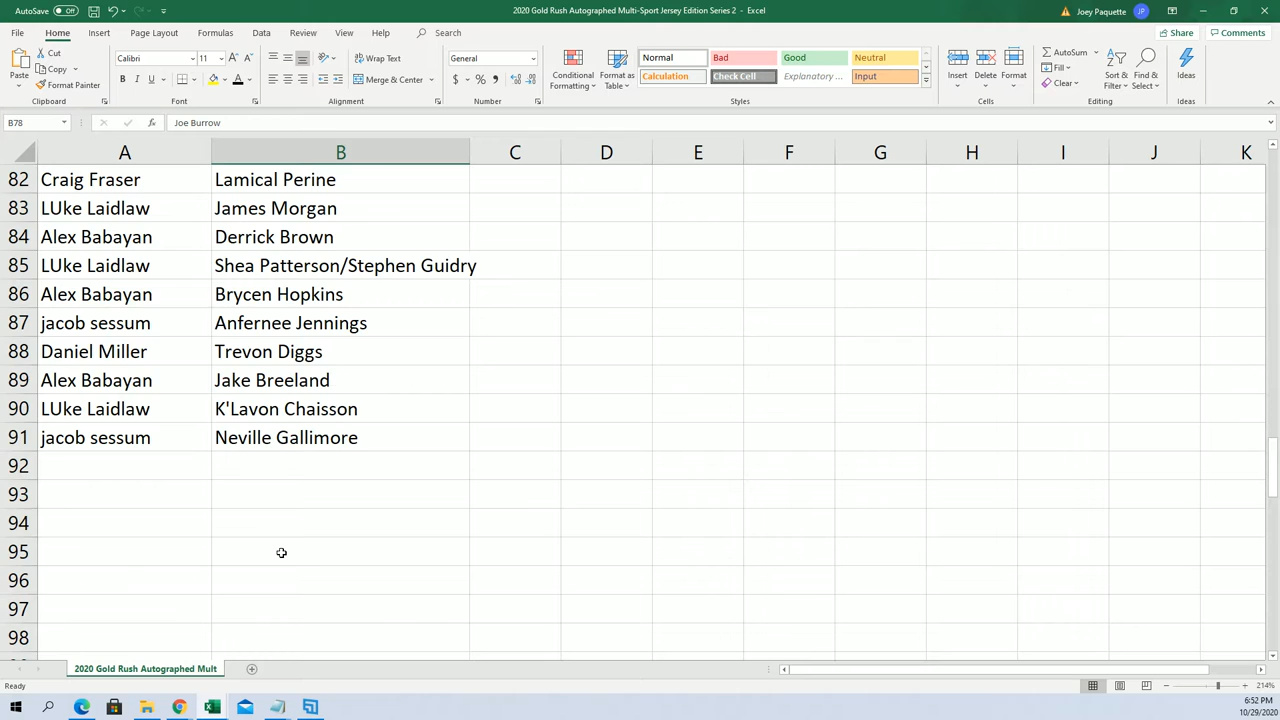 AutoSave Off 2020 Gold Rush Autographed Multi-Sport Jersey Edition Series 2 - Excel Joey Paquette JP
File Home Insert Page Layout Formulas Data Review View Help Search Share Comments
Paste Cut Copy Format Painter Clipboard
Calibri 11 A A B I U A Font
ab Wrap Text Merge & Center Alignment
General $ % , Number
Conditional Formatting Format as Table
Normal Bad Good Neutral
Calculation Check Cell Explanatory ... Input
Styles
Insert Delete Format Cells
AutoSum Fill Clear Sort & Filter Find & Select Editing
Ideas Ideas
B78 fx Joe Burrow
A B C D E F G H I J K
82 Craig Fraser Lamical Perine
83 LUke Laidlaw James Morgan
84 Alex Babayan Derrick Brown
85 LUke Laidlaw Shea Patterson/Stephen Guidry
86 Alex Babayan Brycen Hopkins
87 jacob sessum Anfernee Jennings
88 Daniel Miller Trevon Diggs
89 Alex Babayan Jake Breeland
90 LUke Laidlaw K'Lavon Chaisson
91 jacob sessum Neville Gallimore
92
93
94
95
96
97
98
2020 Gold Rush Autographed Mult
Ready 214%
6:52 PM
10/29/2020